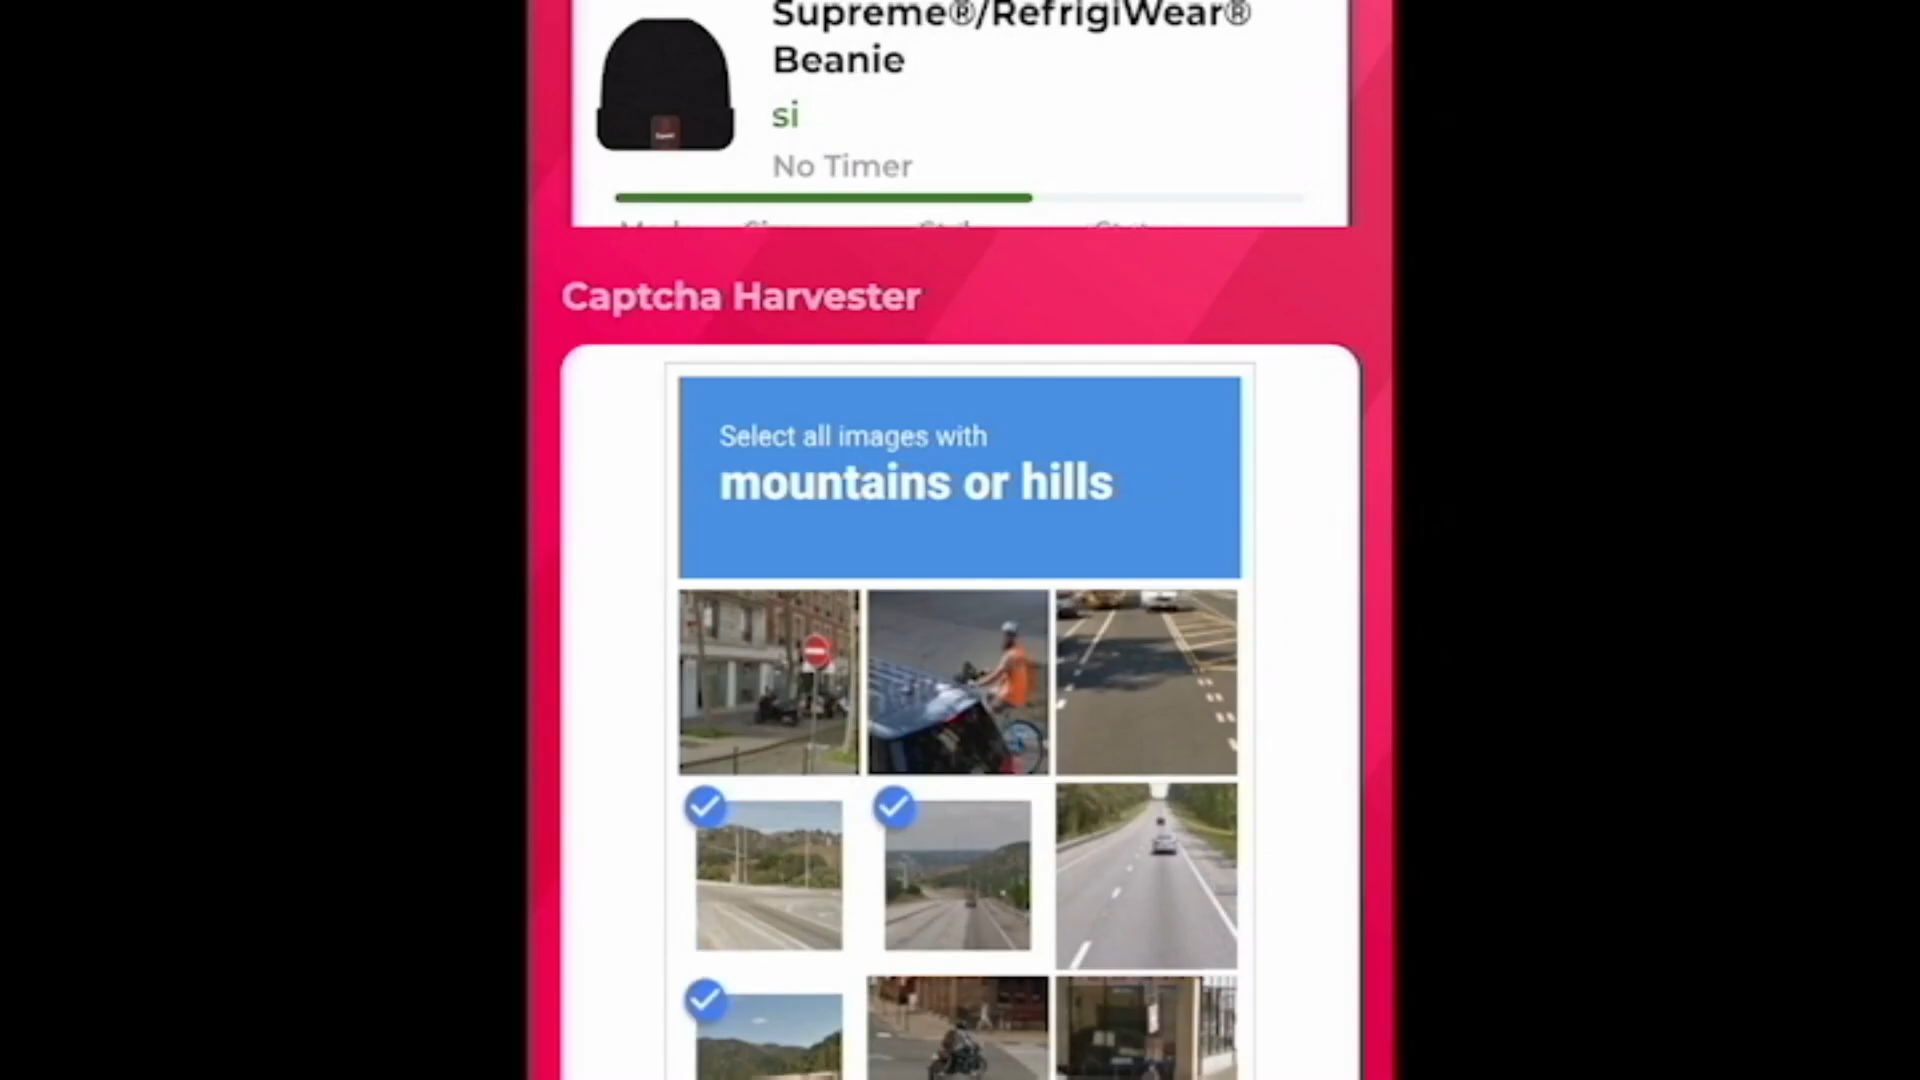 Supreme®/RefrigiWear®
Beanie
si
No Timer
Captcha Harvester
Select all images with
mountains or hills